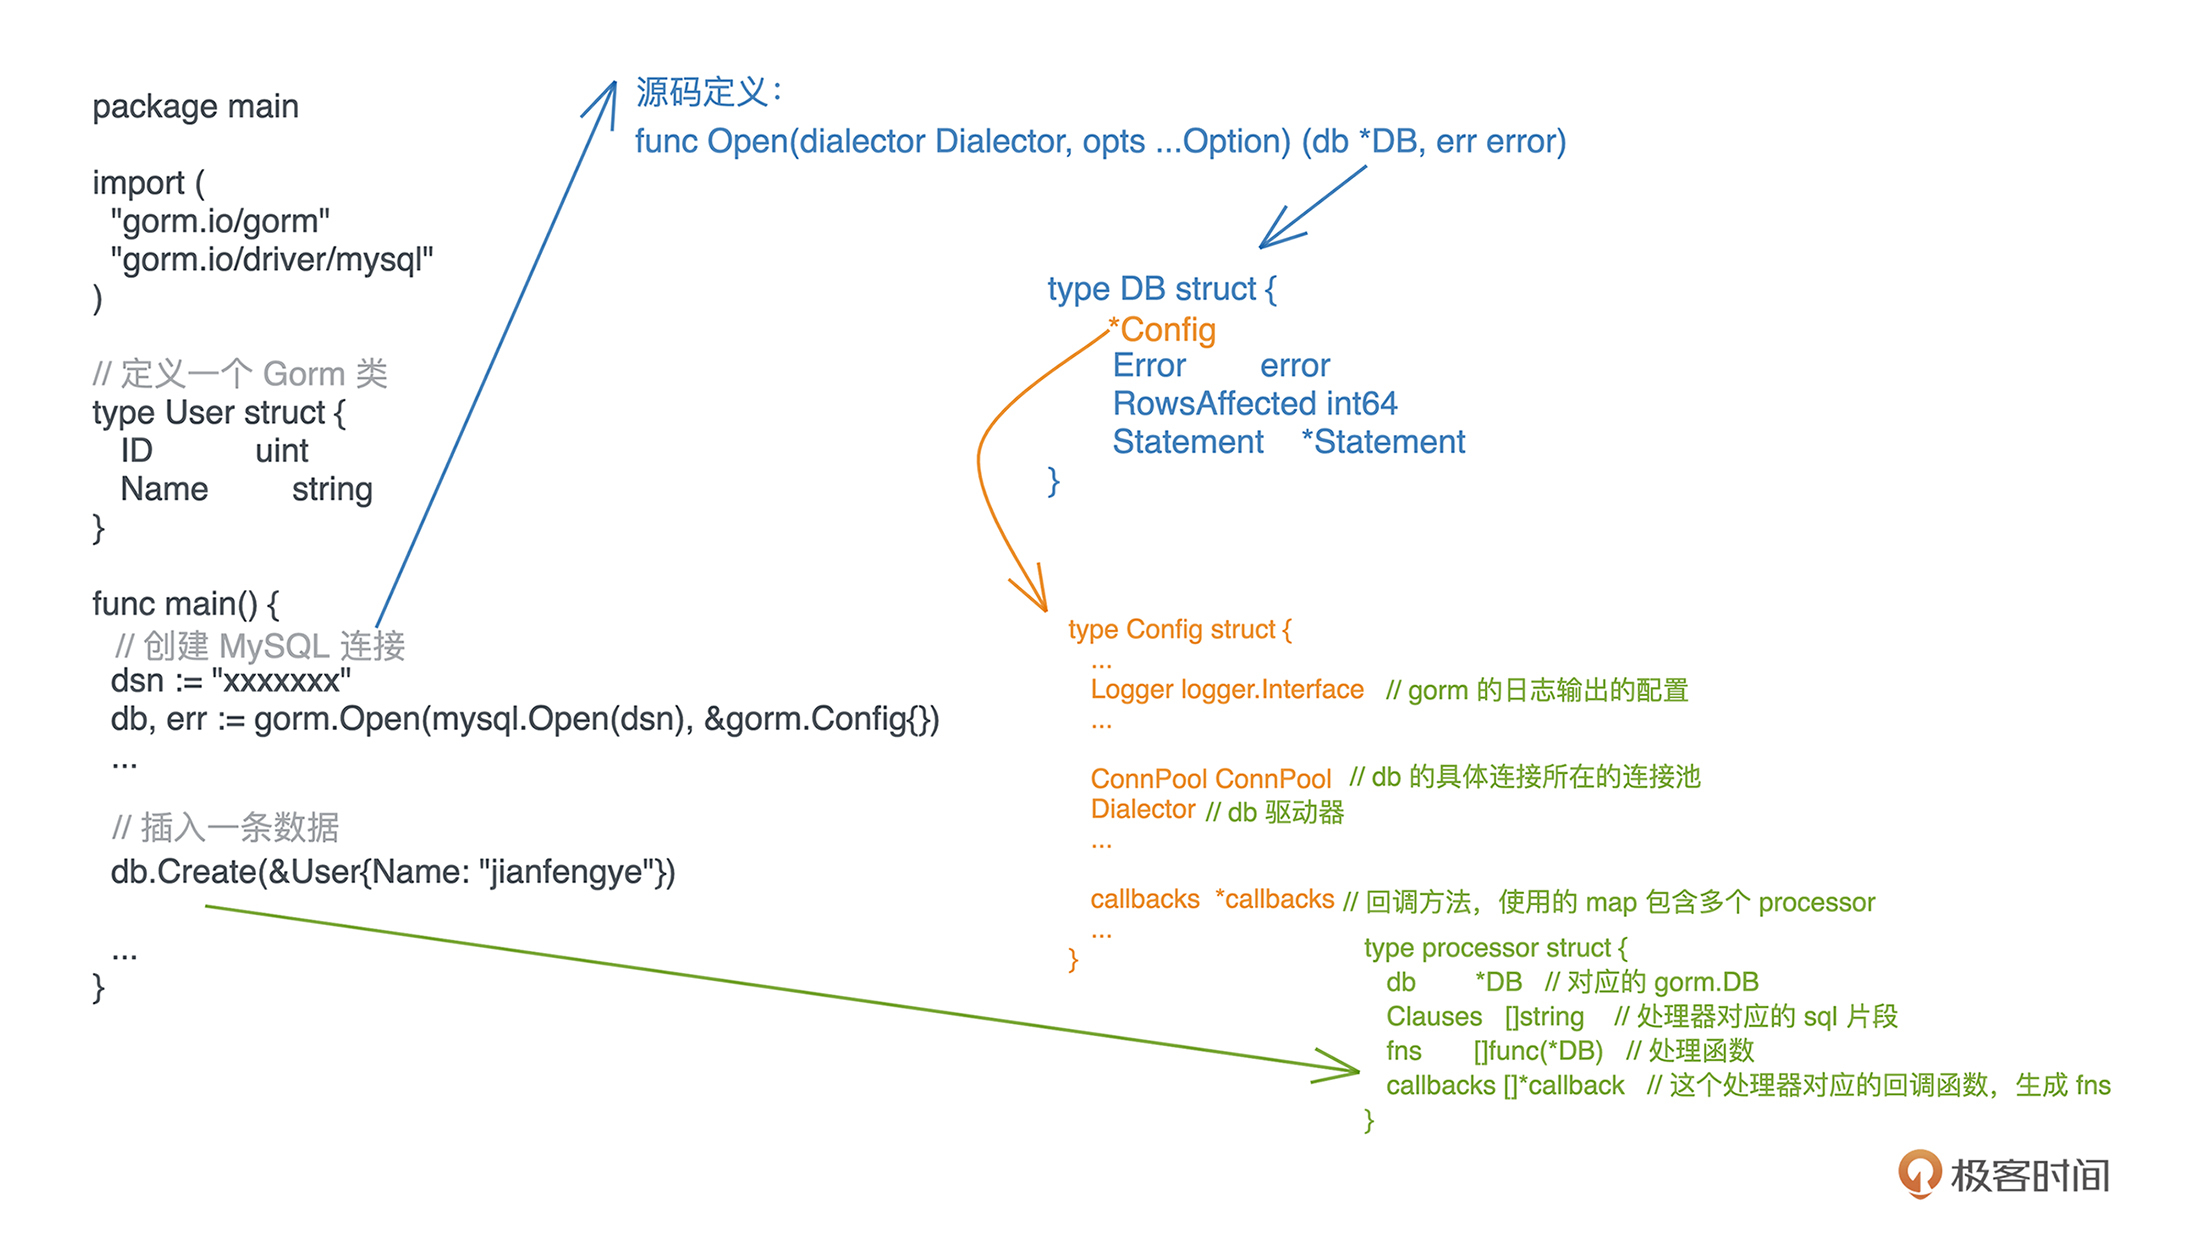 package main
import (
"gorm.io/gorm"
"gorm.io/driver/mysql"
)
// 定义一个 Gorm 类
type User struct {
ID uint
Name string
}
func main() {
// 创建 MySQL 连接
dsn := "xxxxxxx"
db, err := gorm.Open(mysql.Open(dsn), &gorm.Config{})
...
// 插入一条数据
db.Create(&User{Name: "jianfengye"})
...
}
源码定义：
func Open(dialector Dialector, opts ...Option) (db *DB, err error)
type DB struct {
*Config
Error error
RowsAffected int64
Statement *Statement
}
type Config struct {
...
Logger logger.Interface // gorm 的日志输出的配置
...
ConnPool ConnPool // db 的具体连接所在的连接池
Dialector // db 驱动器
...
callbacks *callbacks // 回调方法，使用的 map 包含多个 processor
...
}
type processor struct {
db *DB // 对应的 gorm.DB
Clauses []string // 处理器对应的 sql 片段
fns []func(*DB) // 处理函数
callbacks []*callback // 这个处理器对应的回调函数，生成 fns
}
极客时间